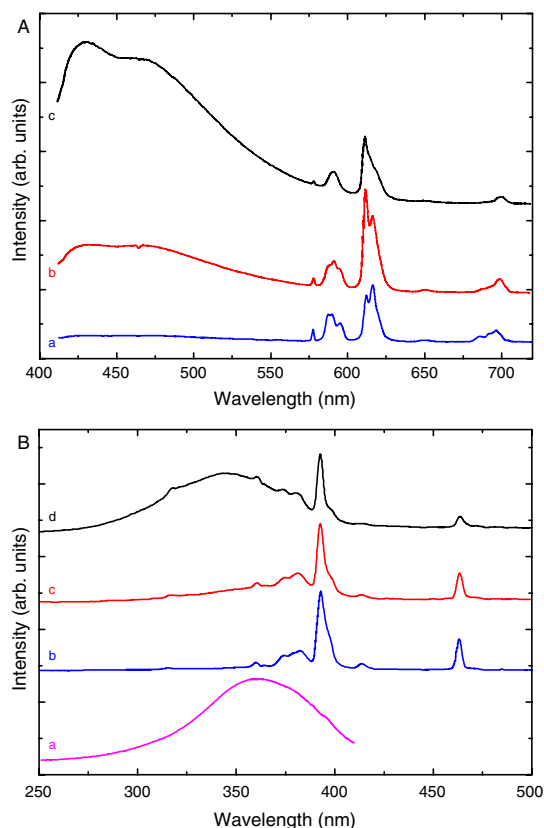 A
Intensity (arb. units)
c
b
a
400 450 500 550 600 650 700
Wavelength (nm)
B
Intensity (arb. units)
d
c
b
a
250 300 350 400 450 500
Wavelength (nm)